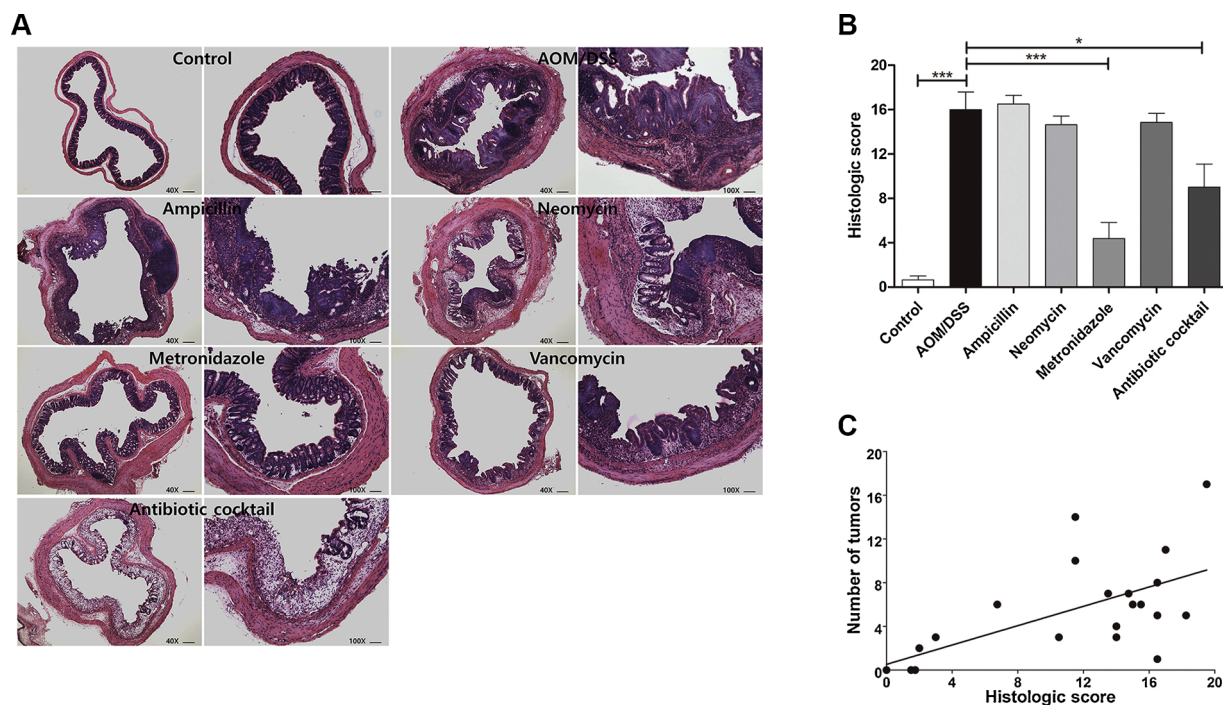 A
Control
AOM/DSS
40X
100X
40X
100X
Ampicillin
Neomycin
40X
100X
40X
100X
Metronidazole
Vancomycin
40X
100X
40X
100X
Antibiotic cocktail
40X
100X
B
*
***
***
Histologic score
20
16
12
8
4
0
Control
AOM/DSS
Ampicillin
Neomycin
Metronidazole
Vancomycin
Antibiotic cocktail
C
Number of tumors
20
16
12
8
4
0
0
4
8
12
16
20
Histologic score